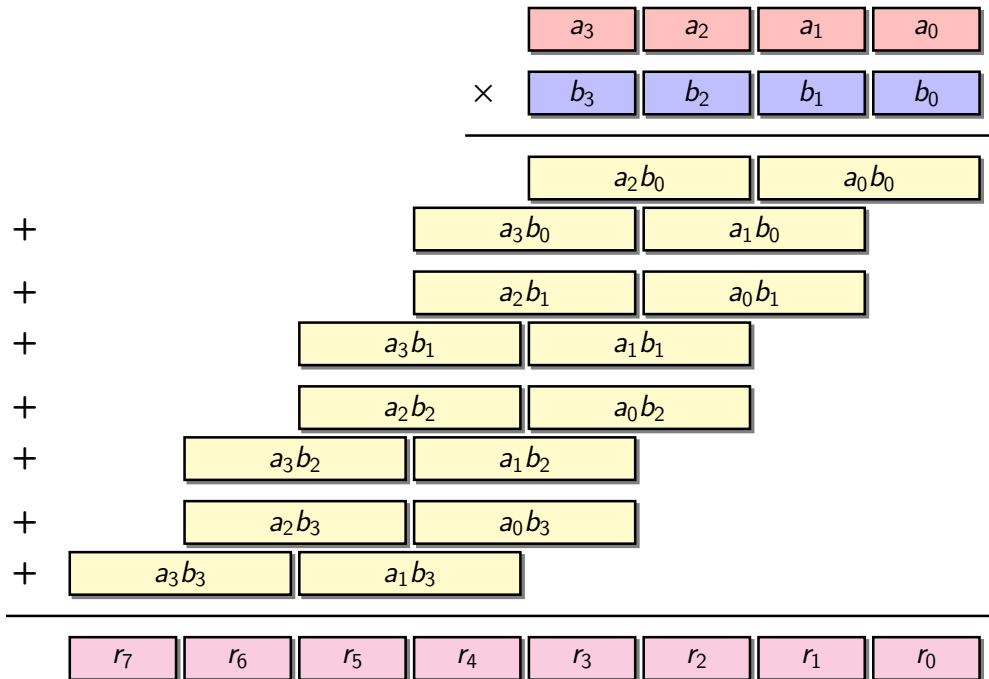 a₃ a₂ a₁ a₀
× b₃ b₂ b₁ b₀
a₂b₀ a₀b₀
+ a₃b₀ a₁b₀
+ a₂b₁ a₀b₁
+ a₃b₁ a₁b₁
+ a₂b₂ a₀b₂
+ a₃b₂ a₁b₂
+ a₂b₃ a₀b₃
+ a₃b₃ a₁b₃
r₇ r₆ r₅ r₄ r₃ r₂ r₁ r₀